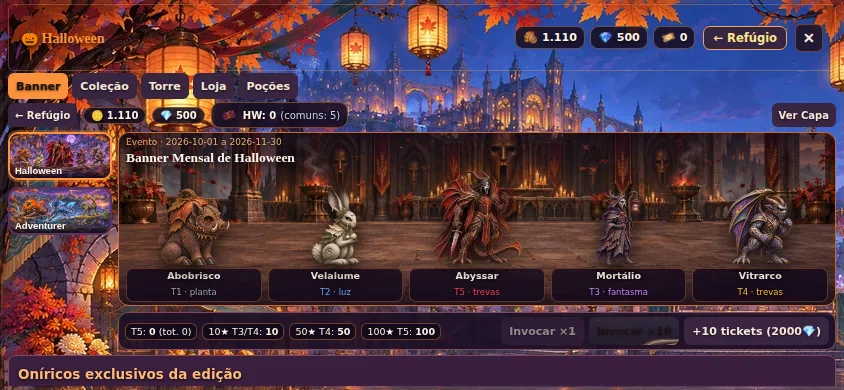 Halloween
1.110
500
0
← Refúgio
×
Banner
Coleção
Torre
Loja
Poções
← Refúgio
1.110
500
HW: 0 (comuns: 5)
Ver Capa
Halloween
Adventurer
Evento · 2026-10-01 a 2026-11-30
Banner Mensal de Halloween
Abobrisco
T1 · planta
Velalume
T2 · luz
Abyssar
T5 · trevas
Mortálio
T3 · fantasma
Vitrarco
T4 · trevas
T5: 0 (tot. 0)
10★ T3/T4: 10
50★ T4: 50
100★ T5: 100
Invocar ×1
Invocar ×10
+10 tickets (2000💎)
Oníricos exclusivos da edição